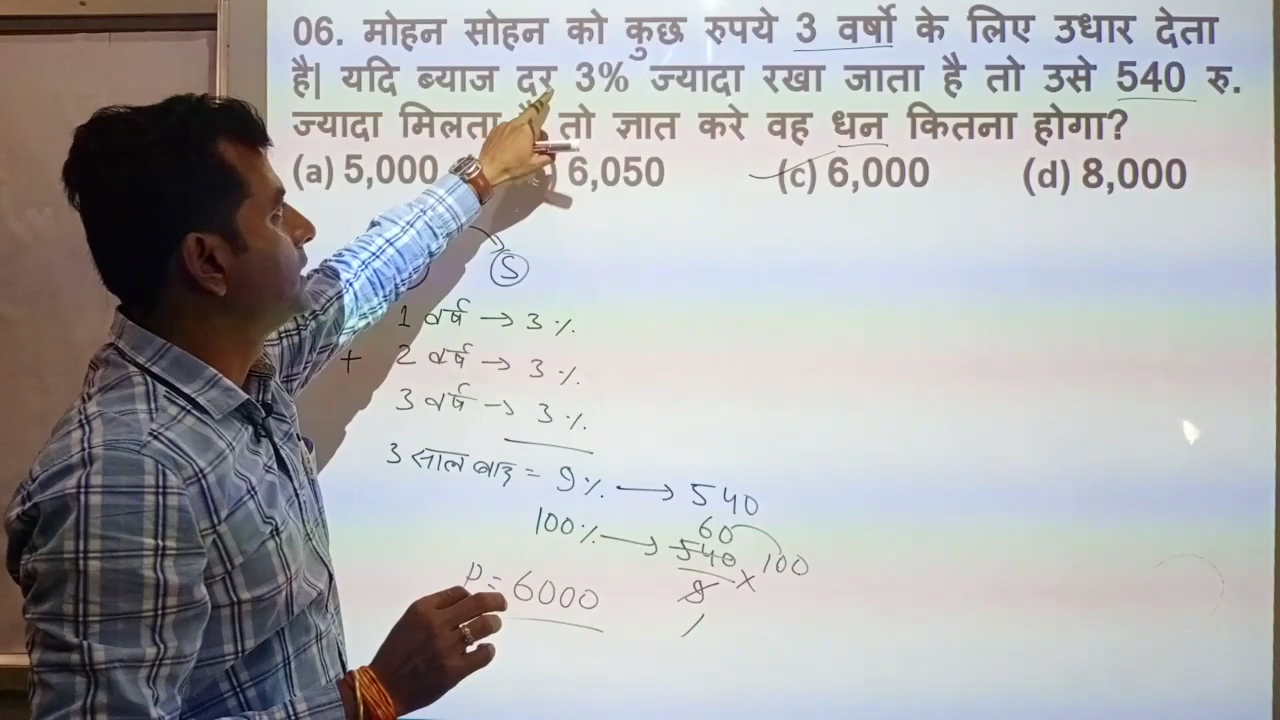 06. मोहन सोहन को कुछ रुपये 3 वर्षो के लिए उधार देता
है| यदि ब्याज दर 3% ज्यादा रखा जाता है तो उसे 540 रु.
ज्यादा मिलता तो ज्ञात करे वह धन कितना होगा?
(a) 5,000 6,050 (c) 6,000 (d) 8,000
S
1 वर्ष → 3%
+ 2 वर्ष → 3%
3 वर्ष → 3%
3 साल बाद = 9% → 540
60
100% → 540 × 100
9
P = 6000